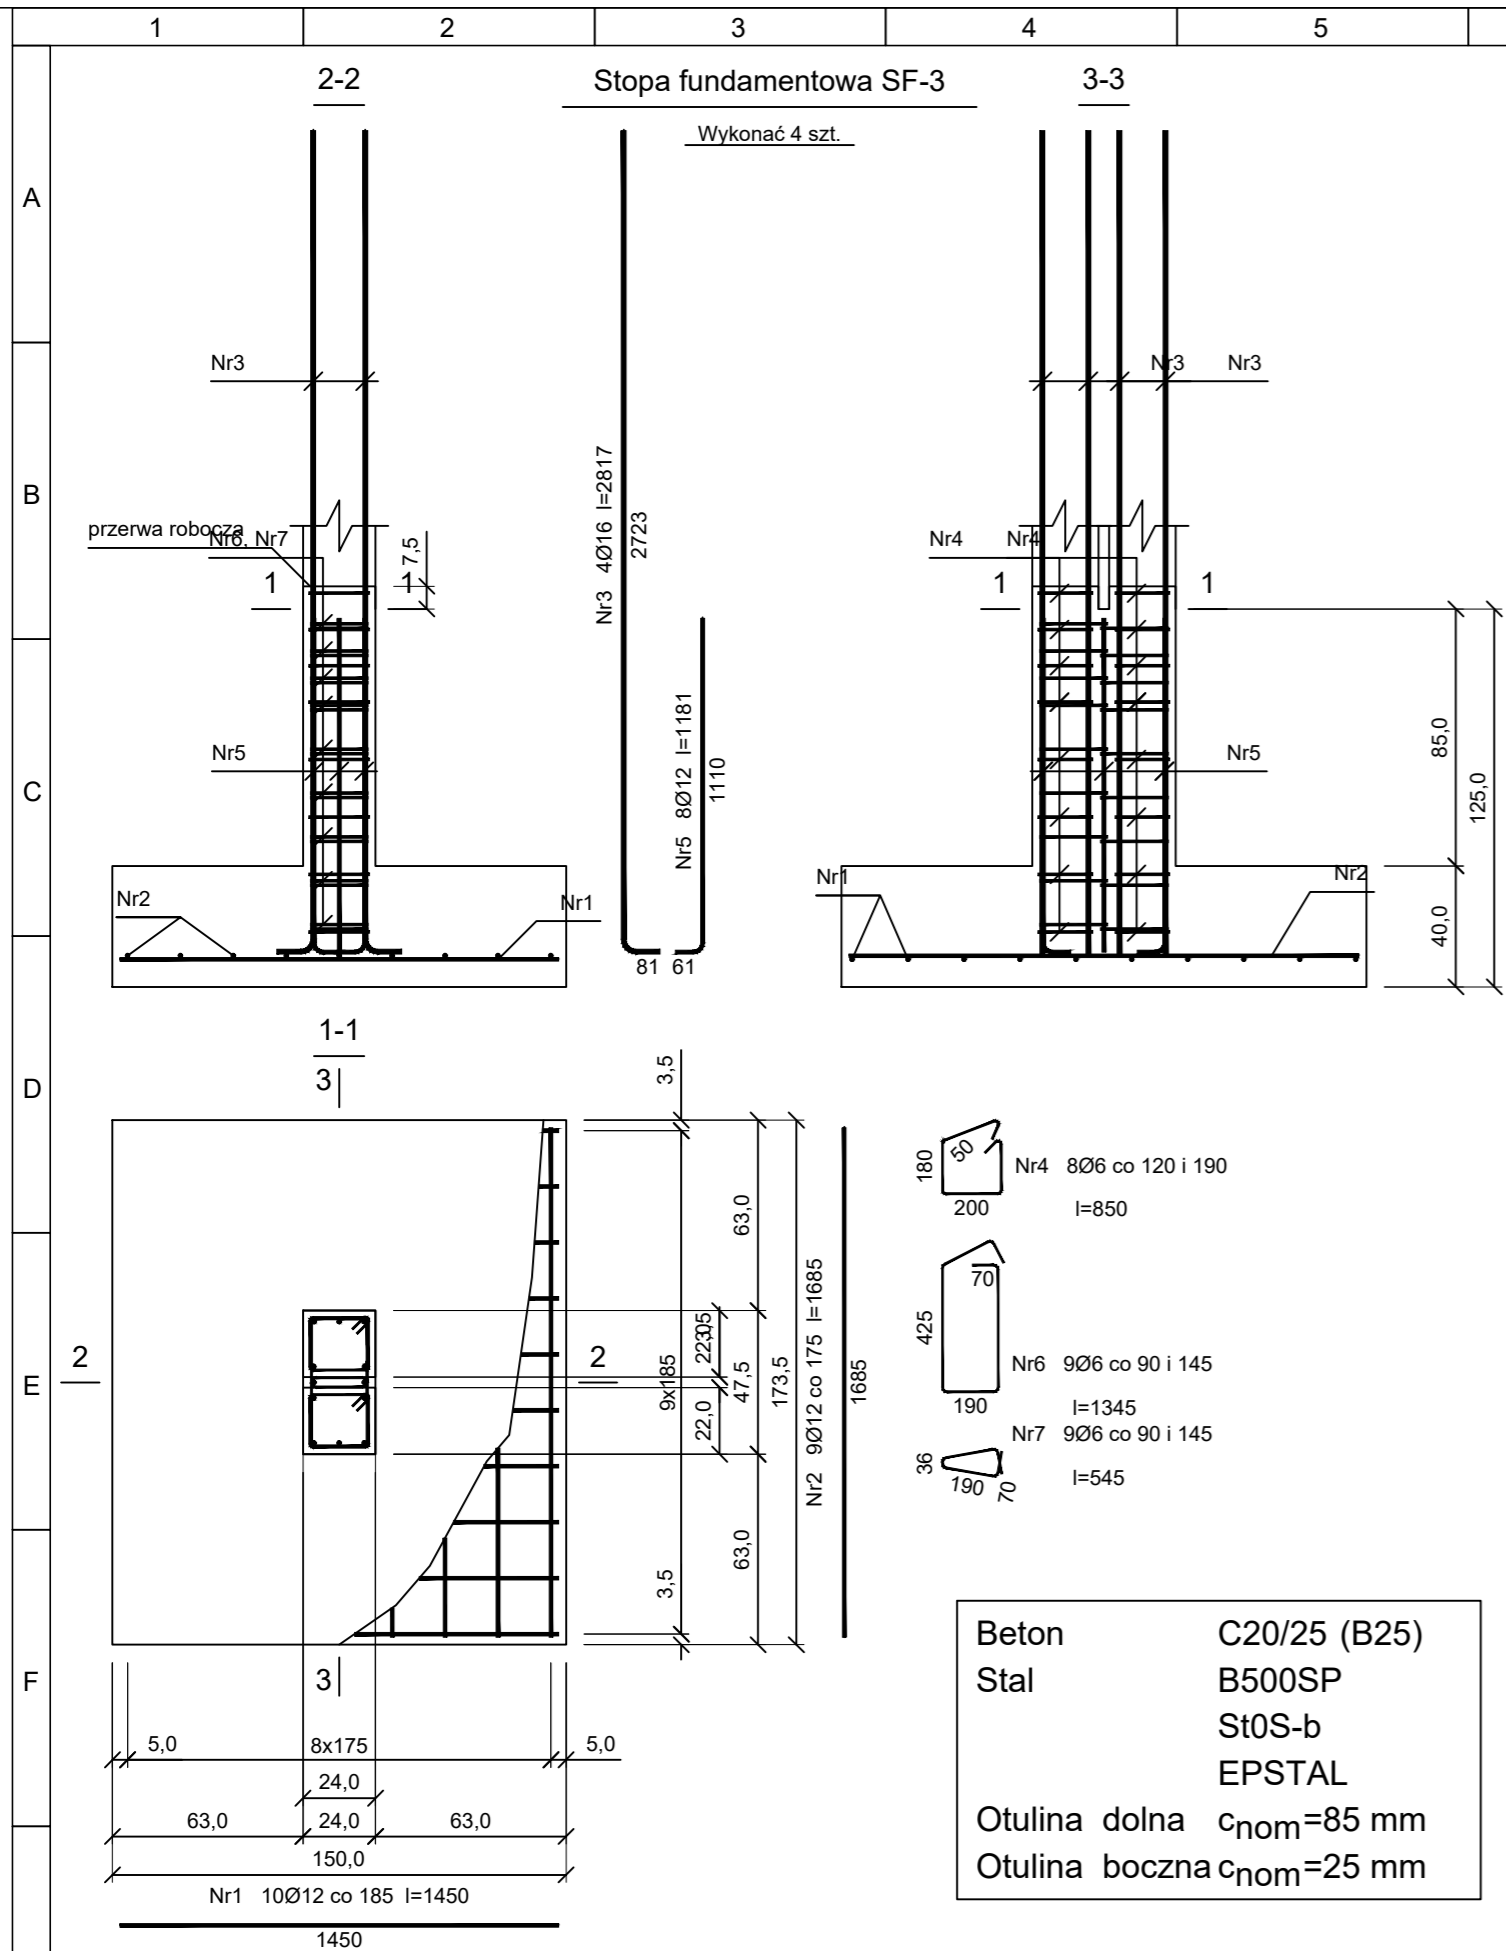 1 2 3 4 5
A
B
C
D
E
F
2-2
Stopa fundamentowa SF-3
3-3
Wykonać 4 szt.
Nr3
Nr3 4Ø16 l=2817
2723
Nr3
Nr3
przerwa robocza
Nr6, Nr7
7,5
1
1
Nr4
Nr4
1
1
Nr5
Nr5 8Ø12 l=1181
1110
Nr5
85,0
125,0
40,0
Nr2
Nr1
81
61
Nr1
Nr2
1-1
3
3,5
63,0
22,0
3,5
9x185
47,5
173,5
22,0
63,0
3,5
Nr2 9Ø12 co 175 l=1685
1685
2
2
3
180
50
200
Nr4 8Ø6 co 120 i 190
l=850
70
425
190
Nr6 9Ø6 co 90 i 145
l=1345
Nr7 9Ø6 co 90 i 145
36
190
70
l=545
5,0
8x175
5,0
24,0
63,0
24,0
63,0
150,0
Nr1 10Ø12 co 185 l=1450
1450
Beton C20/25 (B25)
Stal B500SP
St0S-b
EPSTAL
Otulina dolna cnom=85 mm
Otulina boczna cnom=25 mm